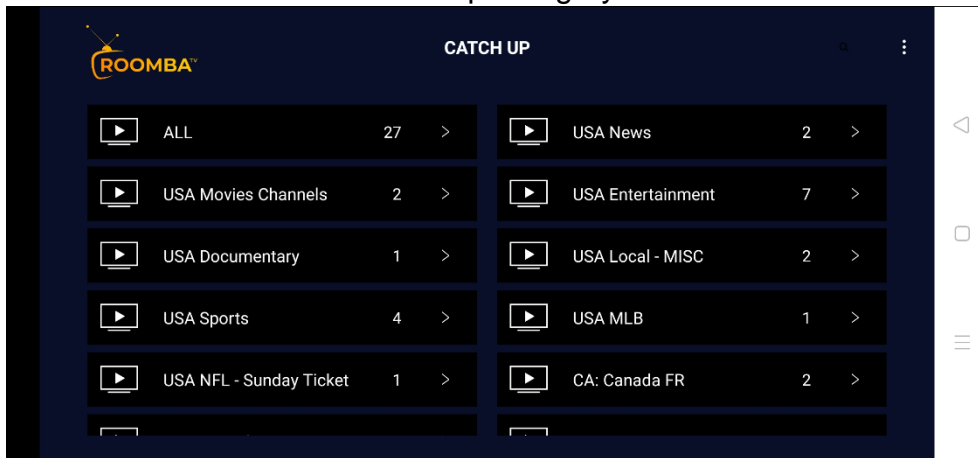 CATCH UP
ROOMBA TV
ALL 27 >
USA News 2 >
USA Movies Channels 2 >
USA Entertainment 7 >
USA Documentary 1 >
USA Local - MISC 2 >
USA Sports 4 >
USA MLB 1 >
USA NFL - Sunday Ticket 1 >
CA: Canada FR 2 >